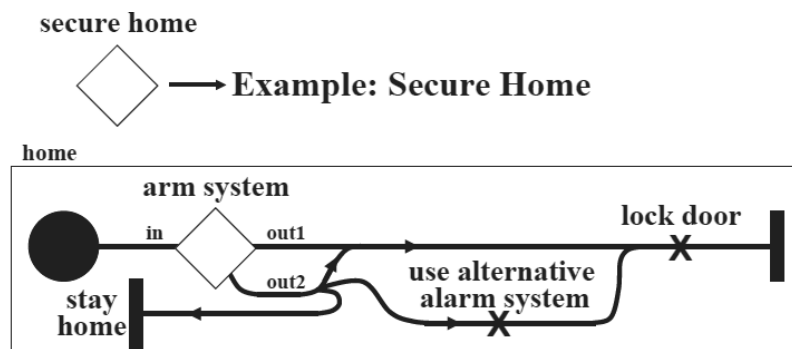 secure home
Example: Secure Home
home
arm system
in
out1
lock door
out2
use alternative
alarm system
stay
home